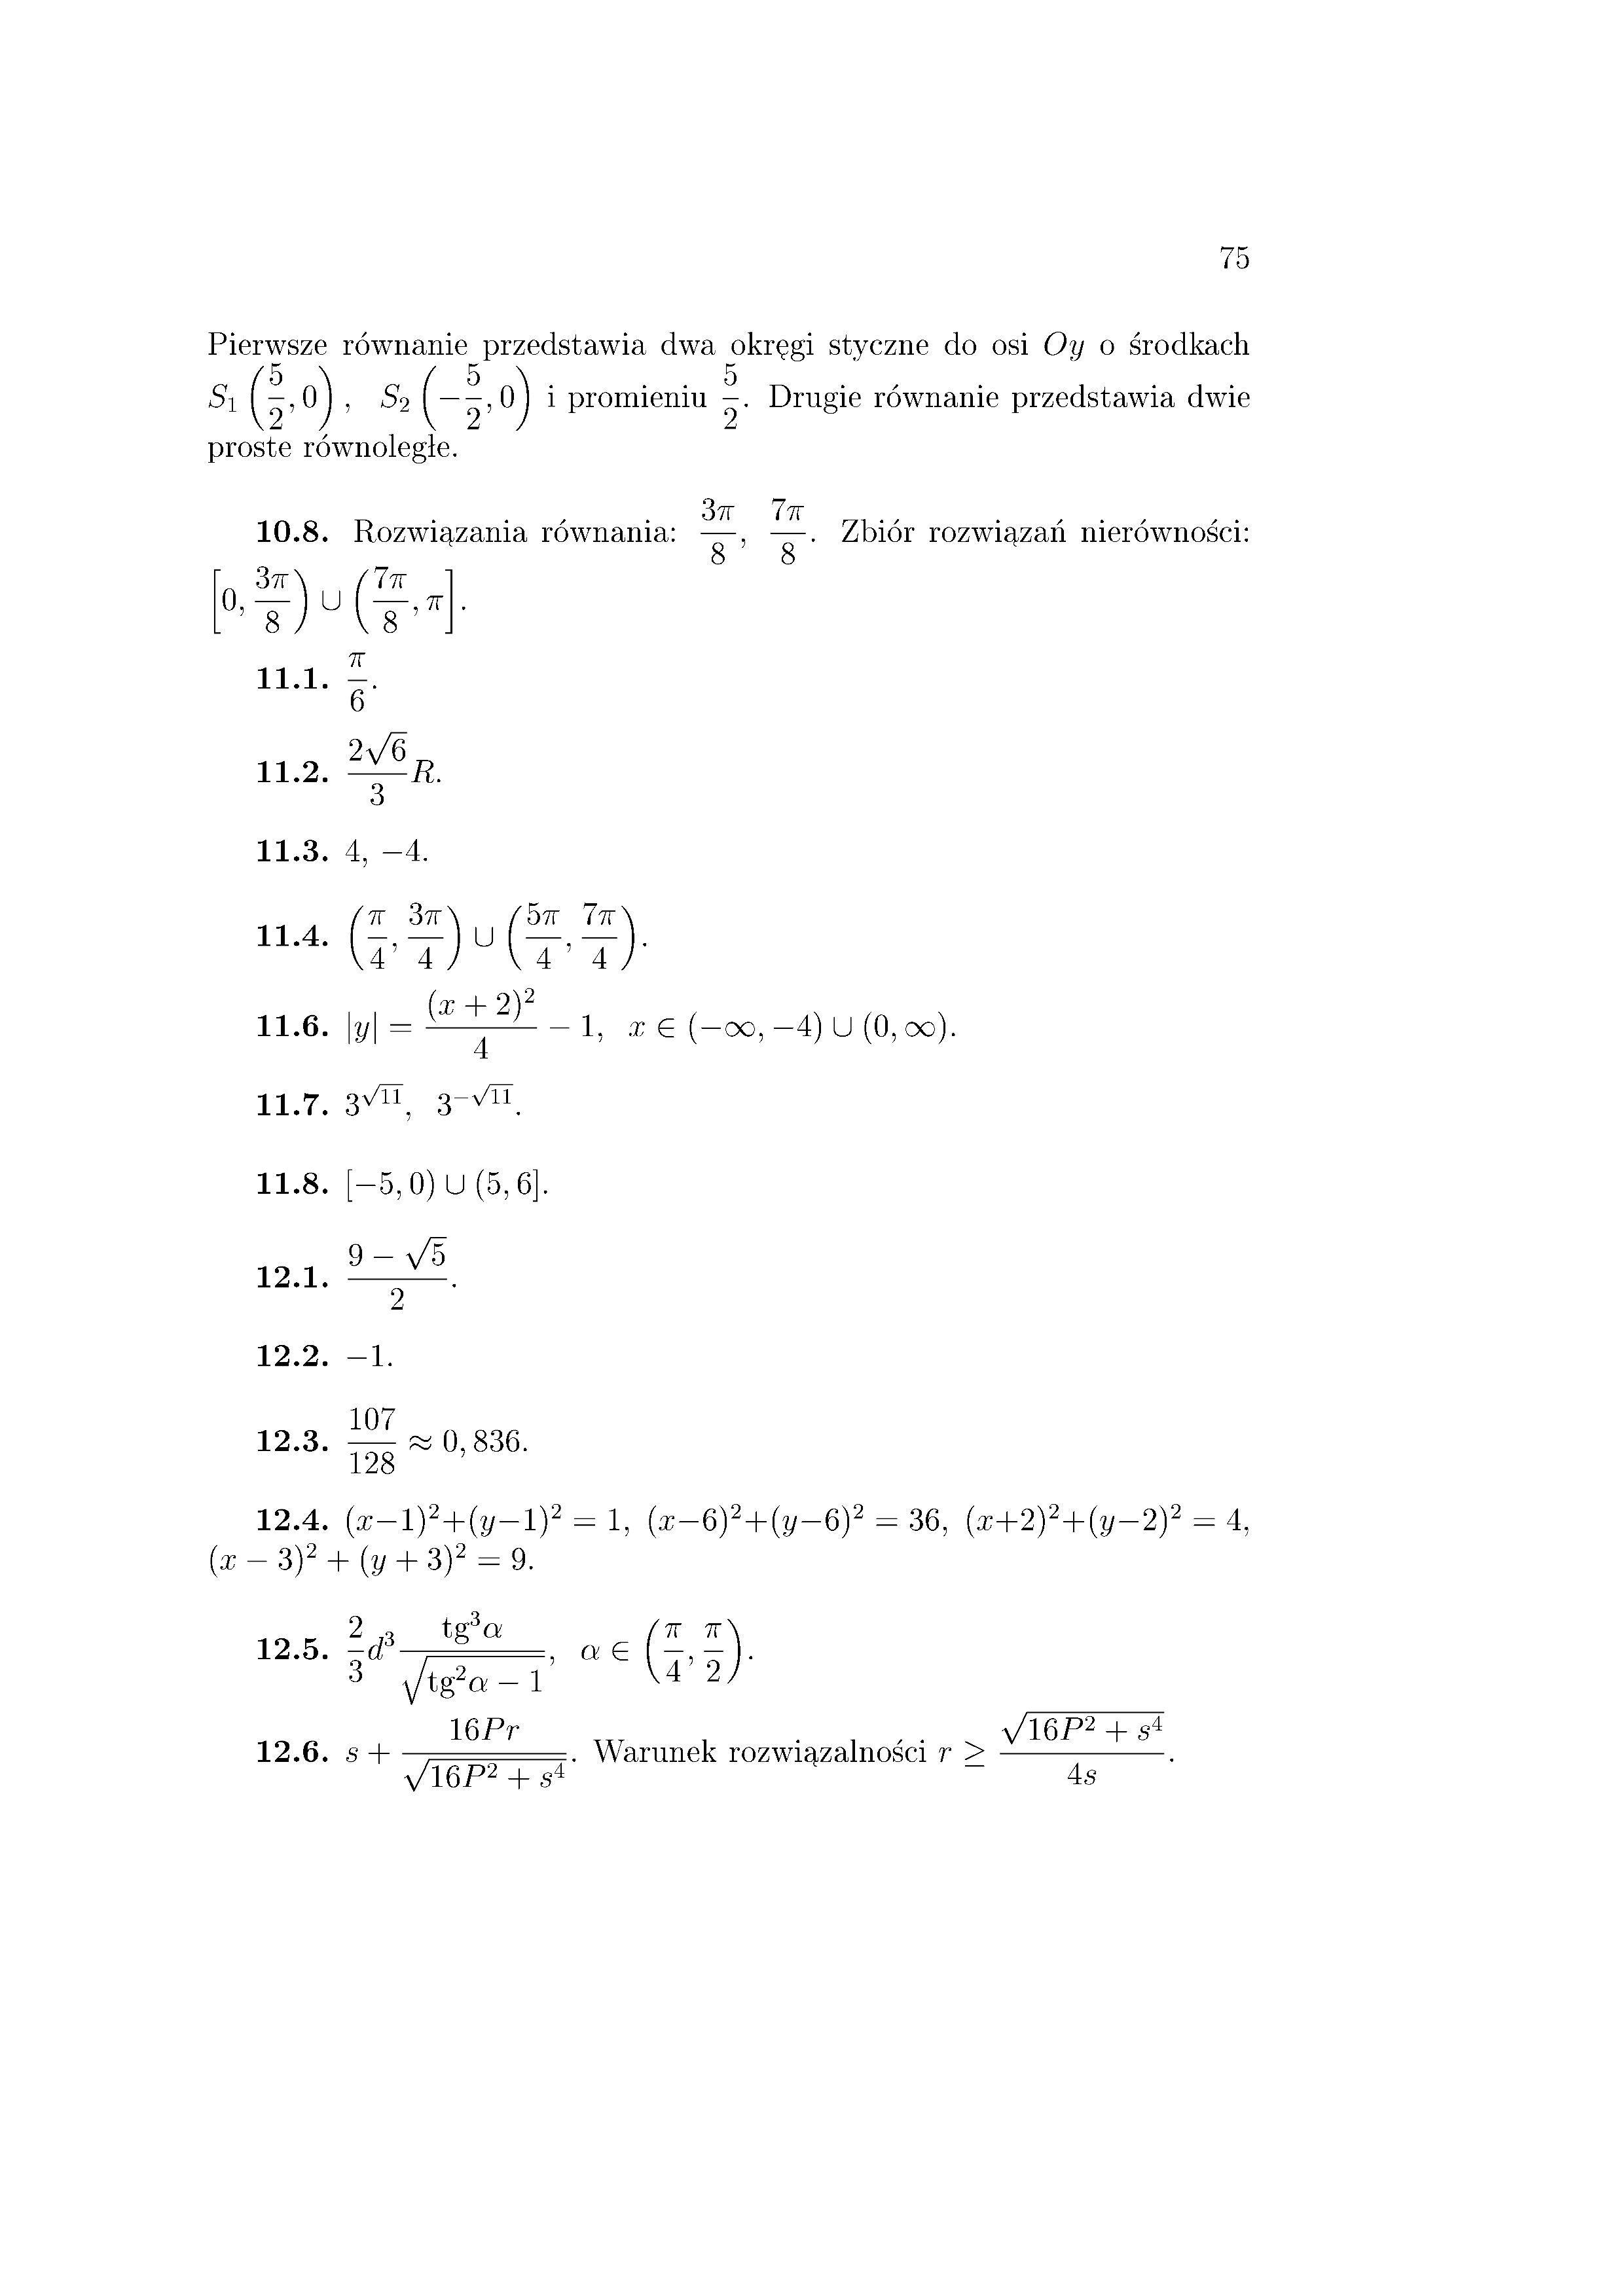 75
Pierwsze równanie przedstawia dwa okręgi styczne do osi $Oy$ o środkach
$S_1\left(\frac{5}{2},0\right)$, $S_2\left(-\frac{5}{2},0\right)$ i promieniu $\frac{5}{2}$. Drugie równanie przedstawia dwie
proste równoległe.
10.8. Rozwiązania równania: $\frac{3\pi}{8}$, $\frac{7\pi}{8}$. Zbiór rozwiązań nierówności:
$\left[0,\frac{3\pi}{8}\right)\cup\left(\frac{7\pi}{8},\pi\right]$.
11.1. $\frac{\pi}{6}$.
11.2. $\frac{2\sqrt{6}}{3}R$.
11.3. $4, -4$.
11.4. $\left(\frac{\pi}{4},\frac{3\pi}{4}\right)\cup\left(\frac{5\pi}{4},\frac{7\pi}{4}\right)$.
11.6. $|y|=\frac{(x+2)^2}{4}-1,\ x\in(-\infty,-4)\cup(0,\infty)$.
11.7. $3^{\sqrt{11}},\ 3^{-\sqrt{11}}$.
11.8. $[-5,0)\cup(5,6]$.
12.1. $\frac{9-\sqrt{5}}{2}$.
12.2. $-1$.
12.3. $\frac{107}{128}\approx 0,836$.
12.4. $(x-1)^2+(y-1)^2=1,\ (x-6)^2+(y-6)^2=36,\ (x+2)^2+(y-2)^2=4,$
$(x-3)^2+(y+3)^2=9$.
12.5. $\frac{2}{3}d^3\frac{\operatorname{tg}^3\alpha}{\sqrt{\operatorname{tg}^2\alpha-1}},\ \alpha\in\left(\frac{\pi}{4},\frac{\pi}{2}\right)$.
12.6. $s+\frac{16Pr}{\sqrt{16P^2+s^4}}$. Warunek rozwiązalności $r\geq\frac{\sqrt{16P^2+s^4}}{4s}$.